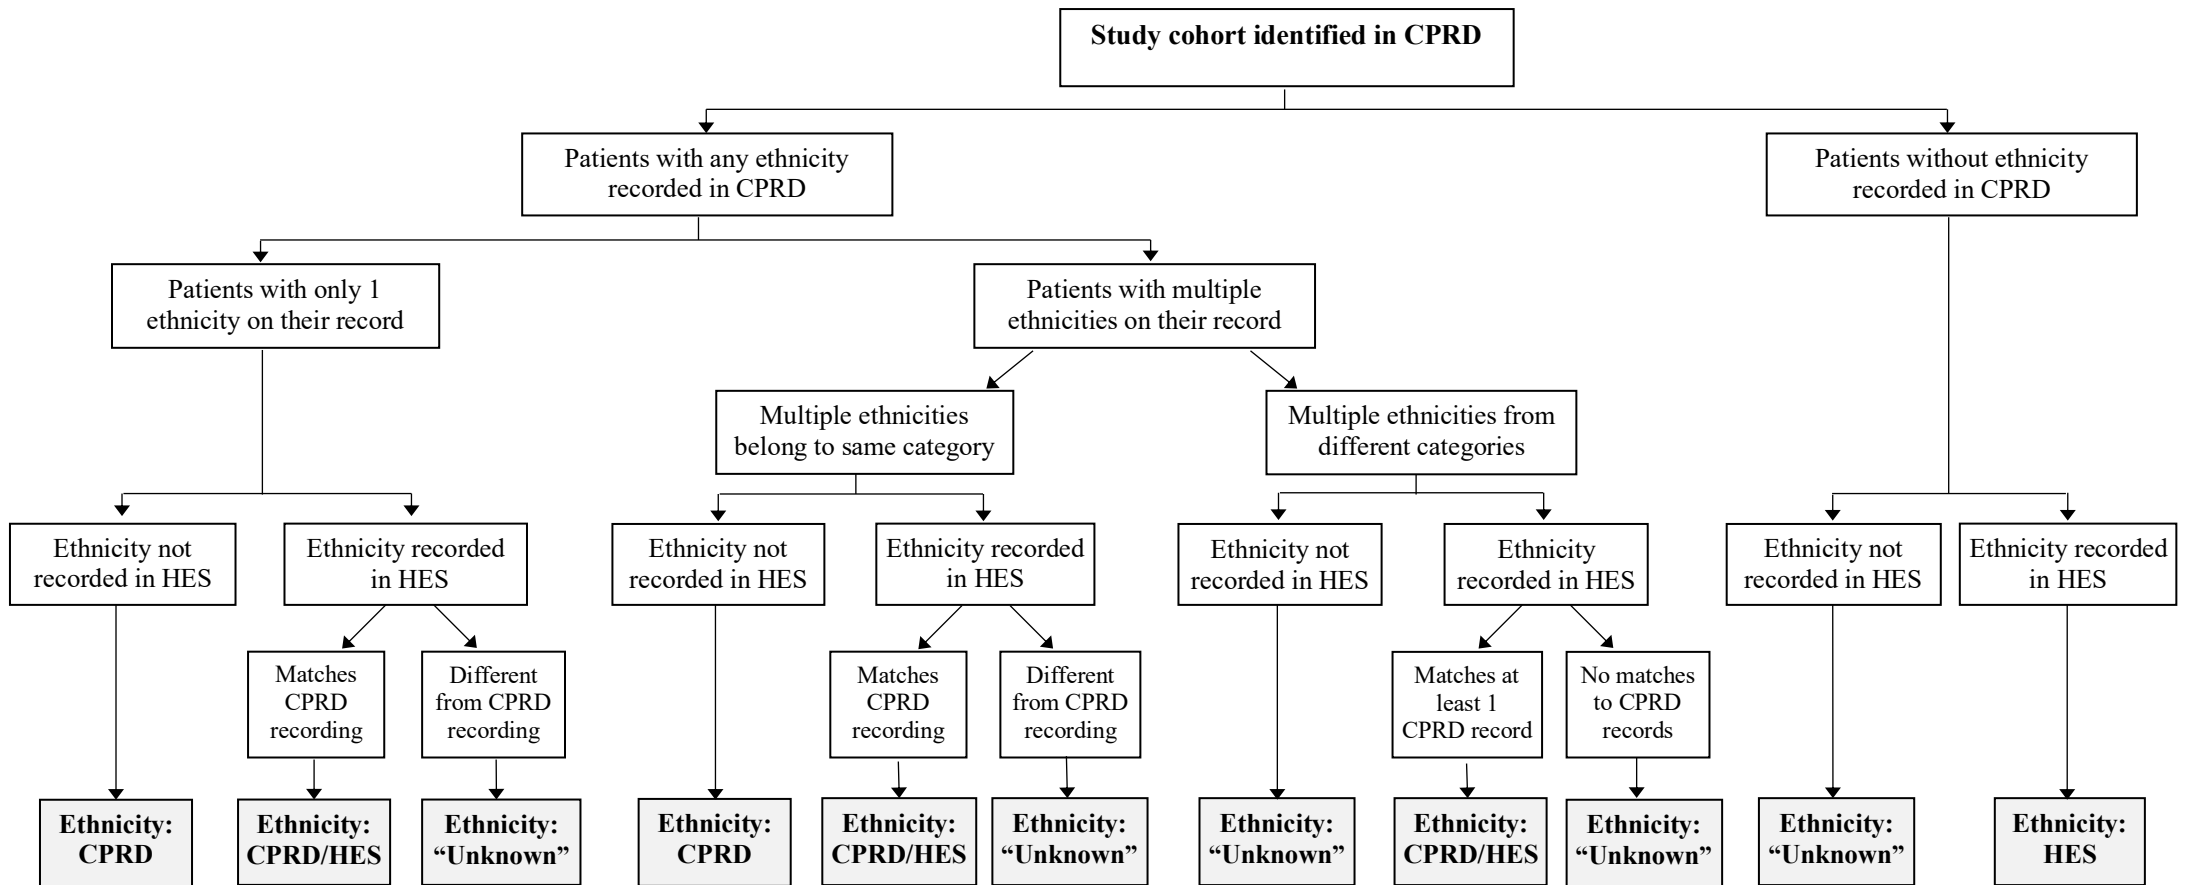 Study cohort identified in CPRD
Patients with any ethnicity
recorded in CPRD
Patients without ethnicity
recorded in CPRD
Patients with only 1
ethnicity on their record
Patients with multiple
ethnicities on their record
Multiple ethnicities
belong to same category
Multiple ethnicities from
different categories
Ethnicity not
recorded in HES
Ethnicity recorded
in HES
Ethnicity not
recorded in HES
Ethnicity recorded
in HES
Ethnicity not
recorded in HES
Ethnicity
recorded in HES
Ethnicity not
recorded in HES
Ethnicity recorded
in HES
Matches
CPRD
recording
Different
from CPRD
recording
Matches
CPRD
recording
Different
from CPRD
recording
Matches at
least 1
CPRD record
No matches
to CPRD
records
Ethnicity:
CPRD
Ethnicity:
CPRD/HES
Ethnicity:
“Unknown”
Ethnicity:
CPRD
Ethnicity:
CPRD/HES
Ethnicity:
“Unknown”
Ethnicity:
“Unknown”
Ethnicity:
CPRD/HES
Ethnicity:
“Unknown”
Ethnicity:
“Unknown”
Ethnicity:
HES